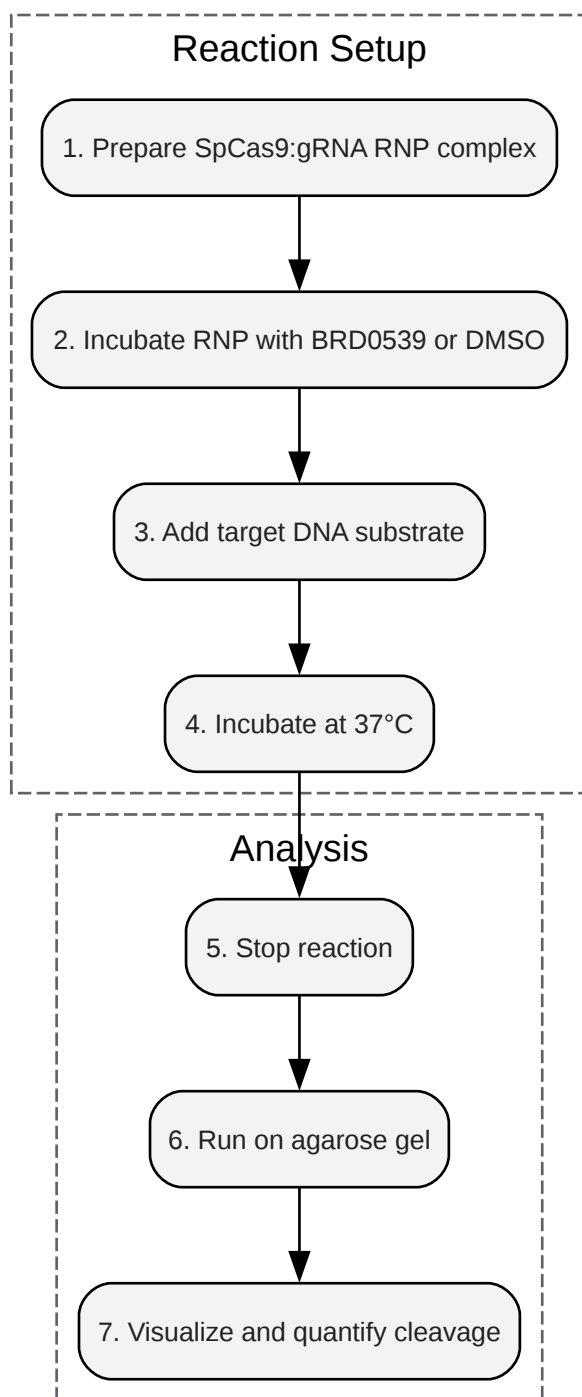 Reaction Setup
1. Prepare SpCas9:gRNA RNP complex
2. Incubate RNP with BRD0539 or DMSO
3. Add target DNA substrate
4. Incubate at 37°C
Analysis
5. Stop reaction
6. Run on agarose gel
7. Visualize and quantify cleavage